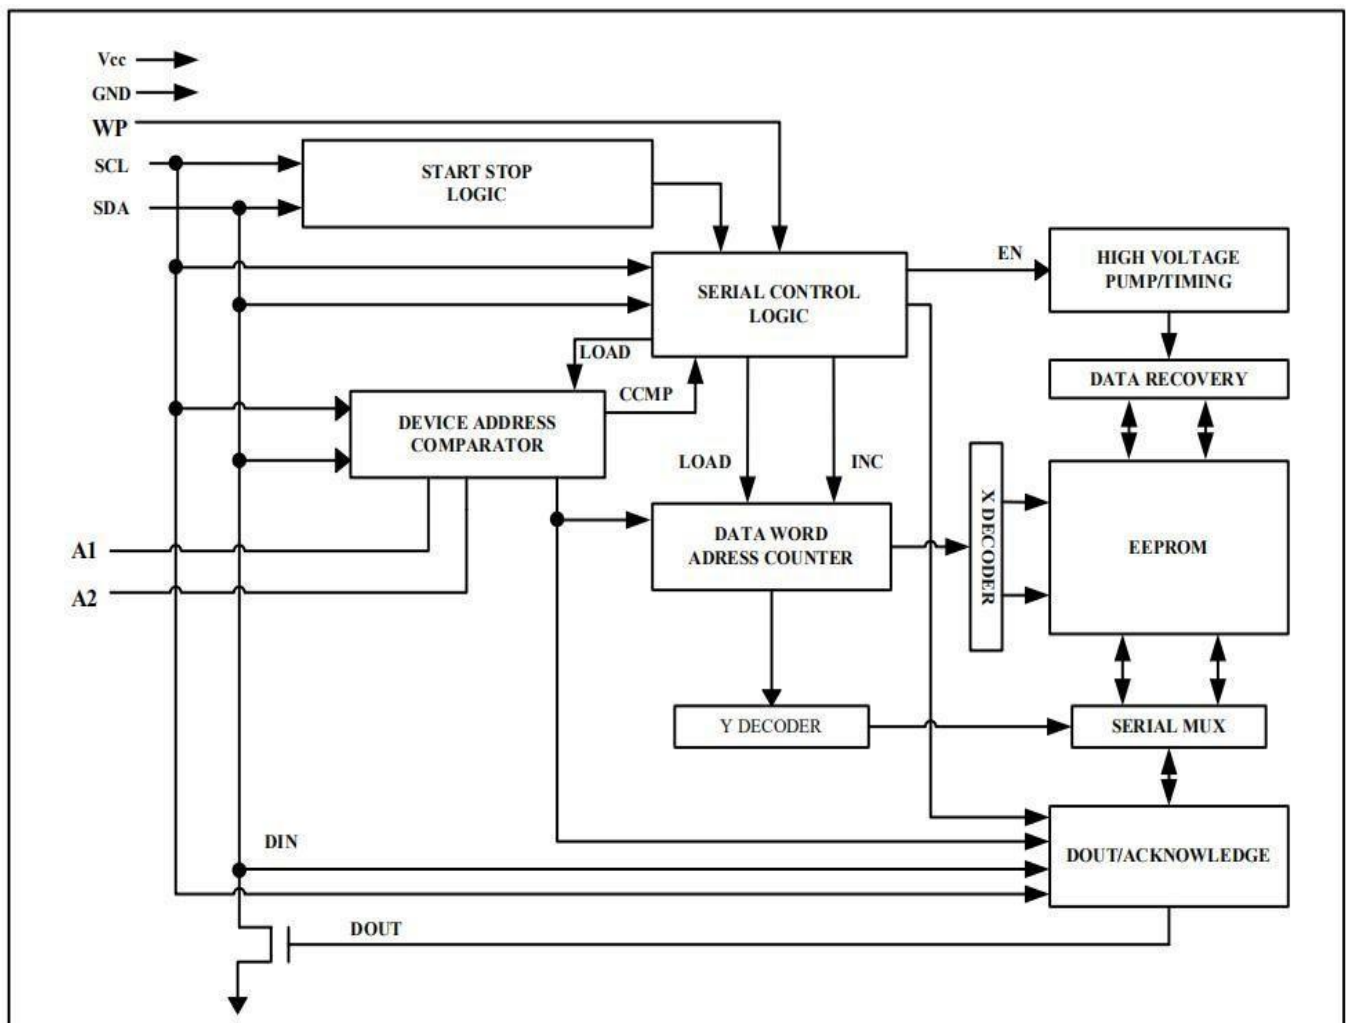 Vcc
GND
WP
SCL
SDA
START STOP
LOGIC
EN
HIGH VOLTAGE
PUMP/TIMING
SERIAL CONTROL
LOGIC
LOAD
CCMP
DATA RECOVERY
DEVICE ADDRESS
COMPARATOR
LOAD
INC
X DECODER
A1
A2
DATA WORD
ADRESS COUNTER
EEPROM
Y DECODER
SERIAL MUX
DIN
DOUT/ACKNOWLEDGE
DOUT